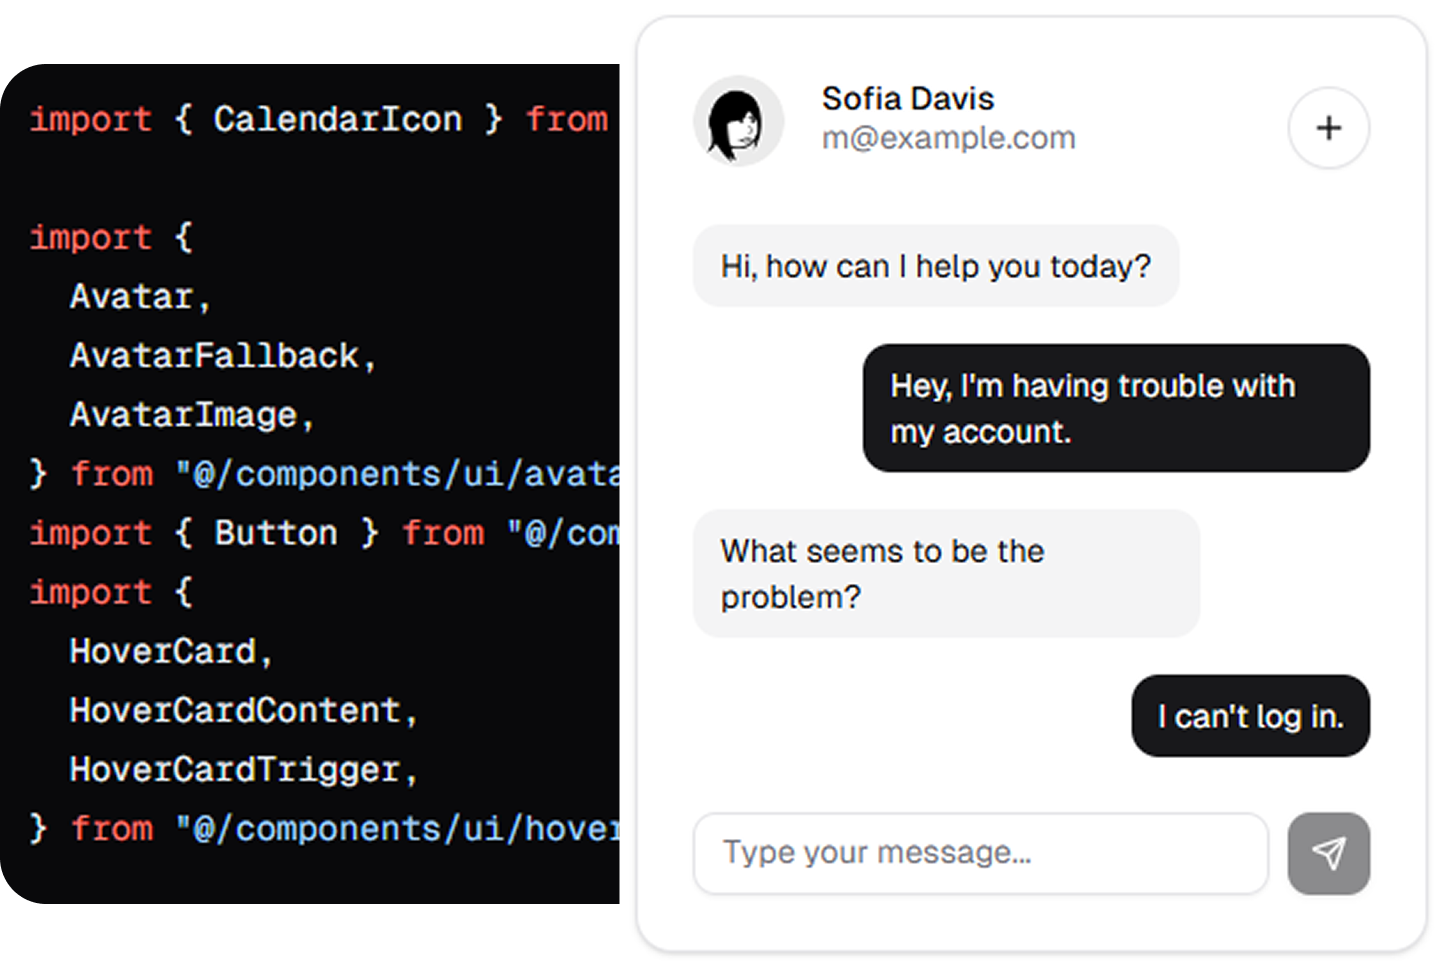 import { CalendarIcon } from
import {
Avatar,
AvatarFallback,
AvatarImage,
} from "@/components/ui/avata
import { Button } from "@/com
import {
HoverCard,
HoverCardContent,
HoverCardTrigger,
} from "@/components/ui/hover
Sofia Davis
m@example.com
Hi, how can I help you today?
Hey, I'm having trouble with
my account.
What seems to be the
problem?
I can't log in.
Type your message...